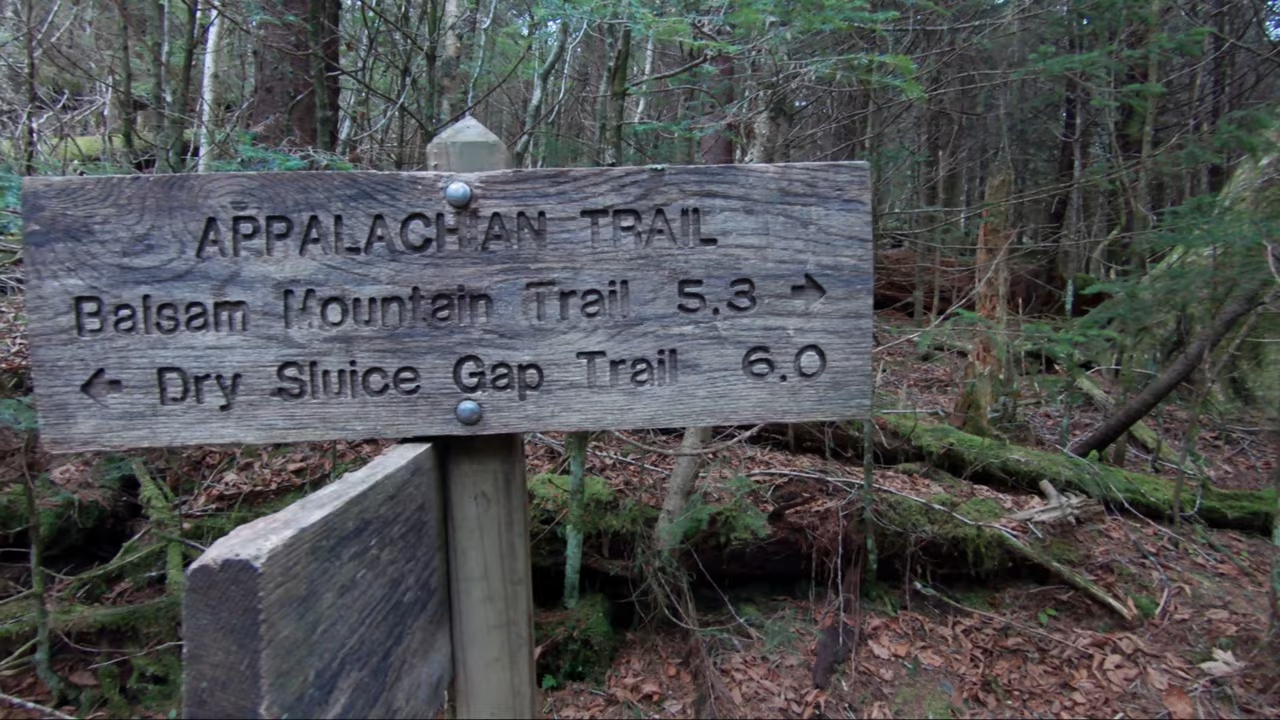 APPALACHIAN TRAIL
Balsam Mountain Trail 5.3 →
← Dry Sluice Gap Trail 6.0